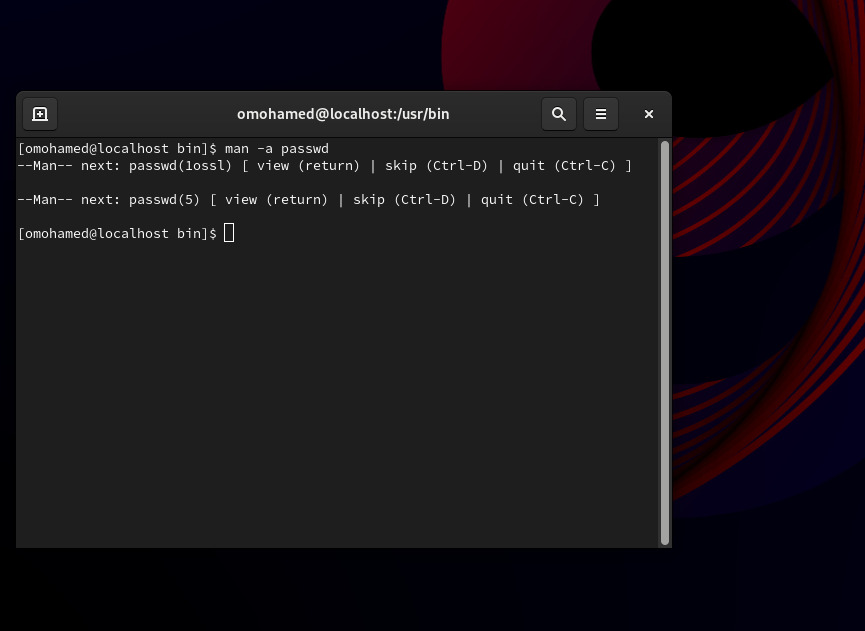 omohamed@localhost:/usr/bin
[omohamed@localhost bin]$ man -a passwd
--Man-- next: passwd(1ossl) [ view (return) | skip (Ctrl-D) | quit (Ctrl-C) ]
--Man-- next: passwd(5) [ view (return) | skip (Ctrl-D) | quit (Ctrl-C) ]
[omohamed@localhost bin]$